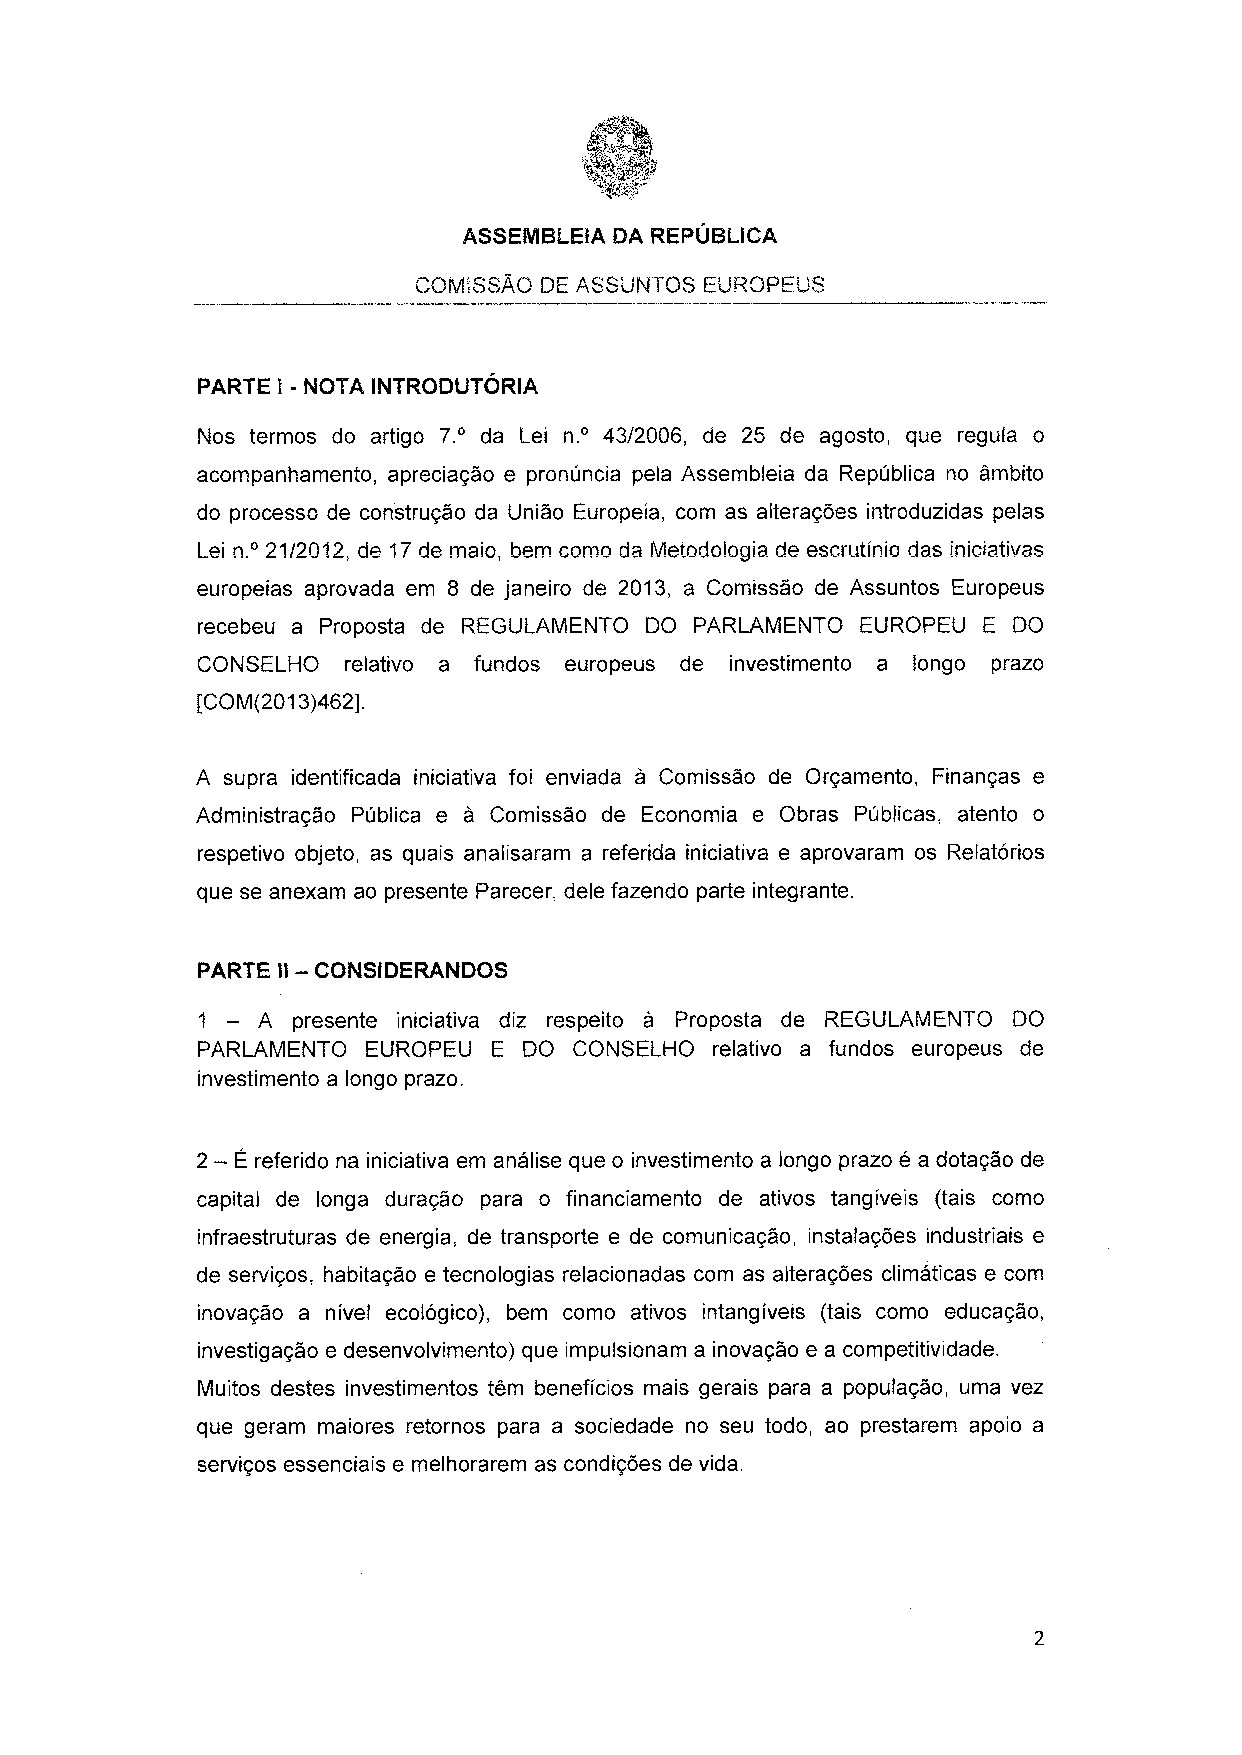 ASSEMBLEIA DA REPÚBLICA
COMISSÃO DE ASSUNTOS EUROPEUS
PARTE I - NOTA INTRODUTÓRIA
Nos termos do artigo 7.º da Lei n.º 43/2006, de 25 de agosto, que regula o
acompanhamento, apreciação e pronúncia pela Assembleia da República no âmbito
do processo de construção da União Europeia, com as alterações introduzidas pelas
Lei n.º 21/2012, de 17 de maio, bem como da Metodologia de escrutínio das iniciativas
europeias aprovada em 8 de janeiro de 2013, a Comissão de Assuntos Europeus
recebeu a Proposta de REGULAMENTO DO PARLAMENTO EUROPEU E DO
CONSELHO relativo a fundos europeus de investimento a longo prazo
[COM(2013)462].
A supra identificada iniciativa foi enviada à Comissão de Orçamento, Finanças e
Administração Pública e à Comissão de Economia e Obras Públicas, atento o
respetivo objeto, as quais analisaram a referida iniciativa e aprovaram os Relatórios
que se anexam ao presente Parecer, dele fazendo parte integrante.
PARTE II – CONSIDERANDOS
1 – A presente iniciativa diz respeito à Proposta de REGULAMENTO DO
PARLAMENTO EUROPEU E DO CONSELHO relativo a fundos europeus de
investimento a longo prazo.
2 – É referido na iniciativa em análise que o investimento a longo prazo é a dotação de
capital de longa duração para o financiamento de ativos tangíveis (tais como
infraestruturas de energia, de transporte e de comunicação, instalações industriais e
de serviços, habitação e tecnologias relacionadas com as alterações climáticas e com
inovação a nível ecológico), bem como ativos intangíveis (tais como educação,
investigação e desenvolvimento) que impulsionam a inovação e a competitividade.
Muitos destes investimentos têm benefícios mais gerais para a população, uma vez
que geram maiores retornos para a sociedade no seu todo, ao prestarem apoio a
serviços essenciais e melhorarem as condições de vida.
2